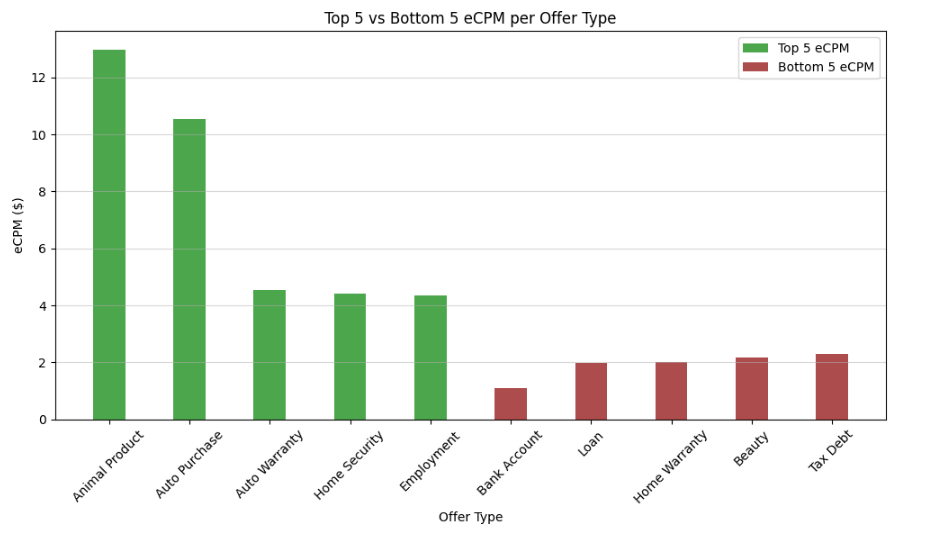 Top 5 vs Bottom 5 eCPM per Offer Type
Top 5 eCPM
Bottom 5 eCPM
eCPM ($)
12
10
8
6
4
2
0
Animal Product
Auto Purchase
Auto Warranty
Home Security
Employment
Bank Account
Loan
Home Warranty
Beauty
Tax Debt
Offer Type